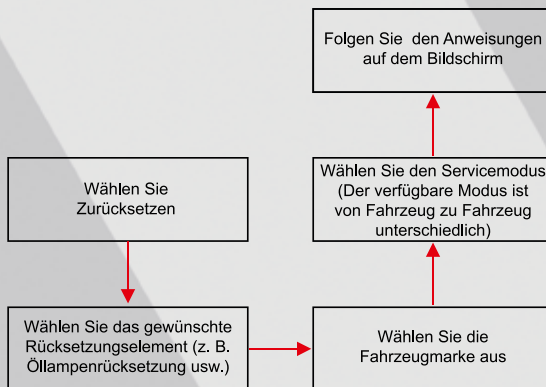 Wählen Sie
Zurücksetzen
Wählen Sie das gewünschte
Rücksetzungselement (z. B.
Öllampenrücksetzung usw.)
Wählen Sie die
Fahrzeugmarke aus
Wählen Sie den Servicemodus
(Der verfügbare Modus ist
von Fahrzeug zu Fahrzeug
unterschiedlich)
Folgen Sie den Anweisungen
auf dem Bildschirm